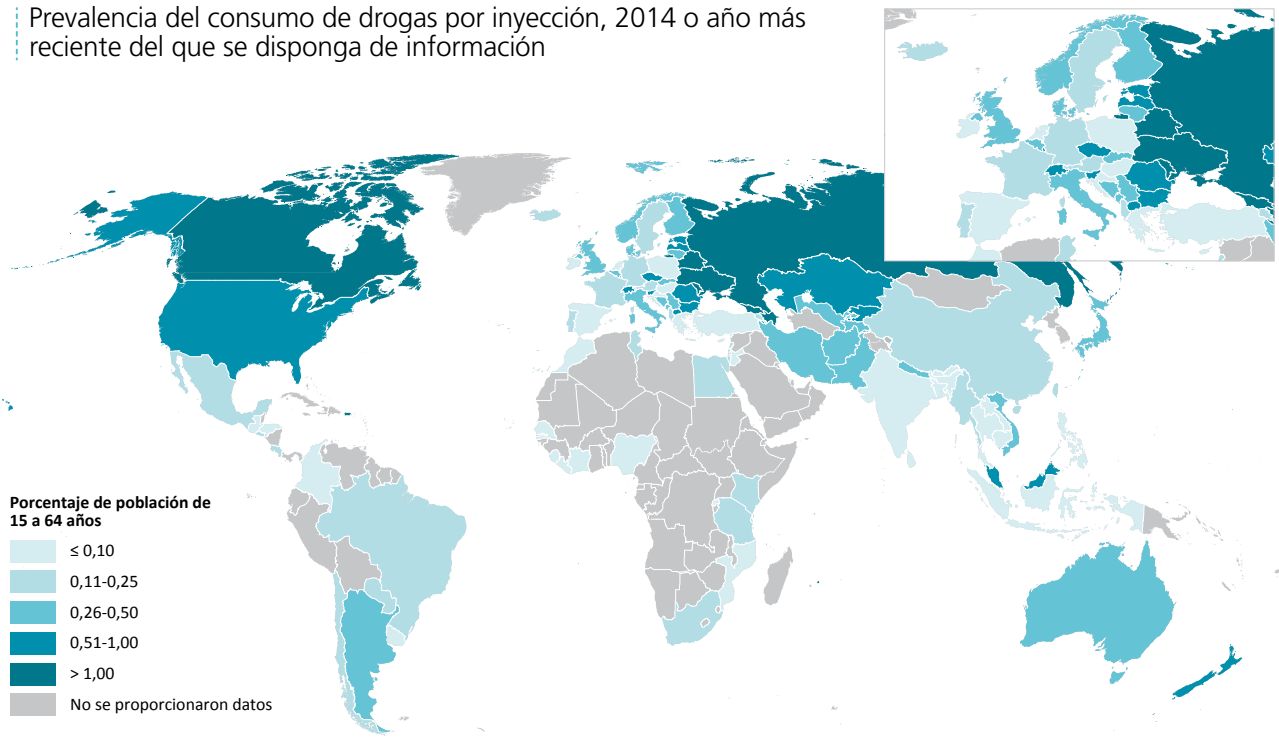 Prevalencia del consumo de drogas por inyección, 2014 o año más
reciente del que se disponga de información
Porcentaje de población de
15 a 64 años
≤ 0,10
0,11-0,25
0,26-0,50
0,51-1,00
> 1,00
No se proporcionaron datos